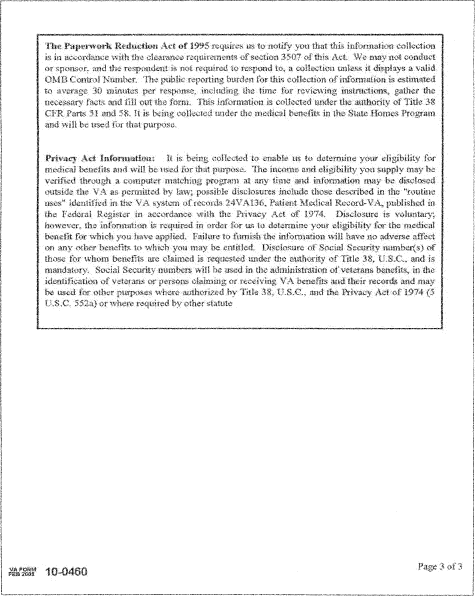 The Paperwork Reduction Act of 1995 requires us to notify you that this information collection
is in accordance with the clearance requirements of section 3507 of this Act. We may not conduct
or sponsor, and the respondent is not required to respond to, a collection unless it displays a valid
OMB Control Number. The public reporting burden for this collection of information is estimated
to average 30 minutes per response, including the time for reviewing instructions, gather the
necessary facts and fill out the form. This information is collected under the authority of Title 38
CFR Parts 51 and 58. It is being collected under the medical benefits in the State Homes Program
and will be used for that purpose.
Privacy Act Information: It is being collected to enable us to determine your eligibility for
medical benefits and will be used for that purpose. The income and eligibility you supply may be
verified through a computer matching program at any time and information may be disclosed
outside the VA as permitted by law; possible disclosures include those described in the "routine
uses" identified in the VA system of records 24VA136, Patient Medical Record-VA, published in
the Federal Register in accordance with the Privacy Act of 1974. Disclosure is voluntary;
however, the information is required in order for us to determine your eligibility for the medical
benefit for which you have applied. Failure to furnish the information will have no adverse affect
on any other benefits to which you may be entitled. Disclosure of Social Security number(s) of
those for whom benefits are claimed is requested under the authority of Title 38, U.S.C., and is
mandatory. Social Security numbers will be used in the administration of veterans benefits, in the
identification of veterans or persons claiming or receiving VA benefits and their records and may
be used for other purposes where authorized by Title 38, U.S.C., and the Privacy Act of 1974 (5
U.S.C. 552a) or where required by other statute
Page 3 of 3
VA FORM
FEB 10-0460